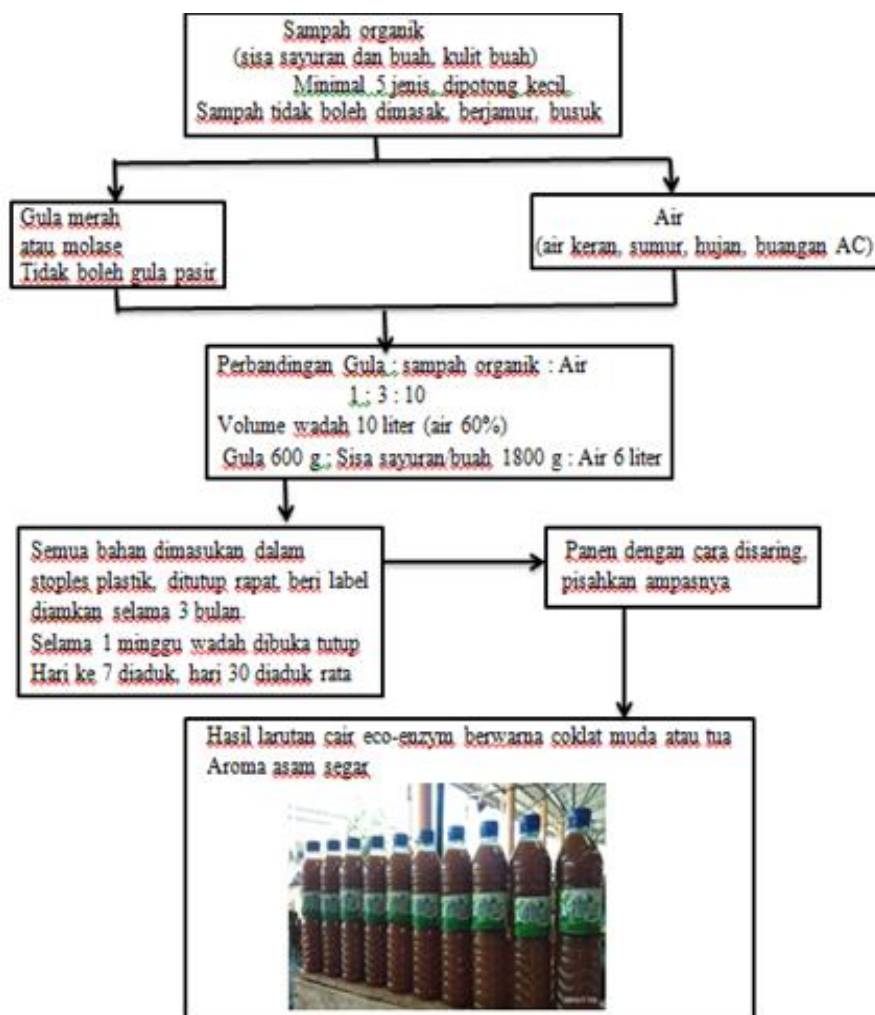 Sampah organik
(sisa sayuran dan buah, kulit buah)
Minimal 5 jenis, dipotong kecil
Sampah tidak boleh dimasak, berjamur, busuk
Gula merah
atau molase
Tidak boleh gula pasir
Air
(air keran, sumur, hujan, buangan AC)
Perbandingan Gula : sampah organik : Air
1 : 3 : 10
Volume wadah 10 liter (air 60%)
Gula 600 g : Sisa sayuran/buah 1800 g : Air 6 liter
Semua bahan dimasukan dalam
stoples plastik, ditutup rapat, beri label
diamkan selama 3 bulan.
Selama 1 minggu wadah dibuka tutup
Hari ke 7 diaduk, hari 30 diaduk rata
Panen dengan cara disaring,
pisahkan ampasnya
Hasil larutan cair eco-enzym berwarna coklat muda atau tua
Aroma asam segar